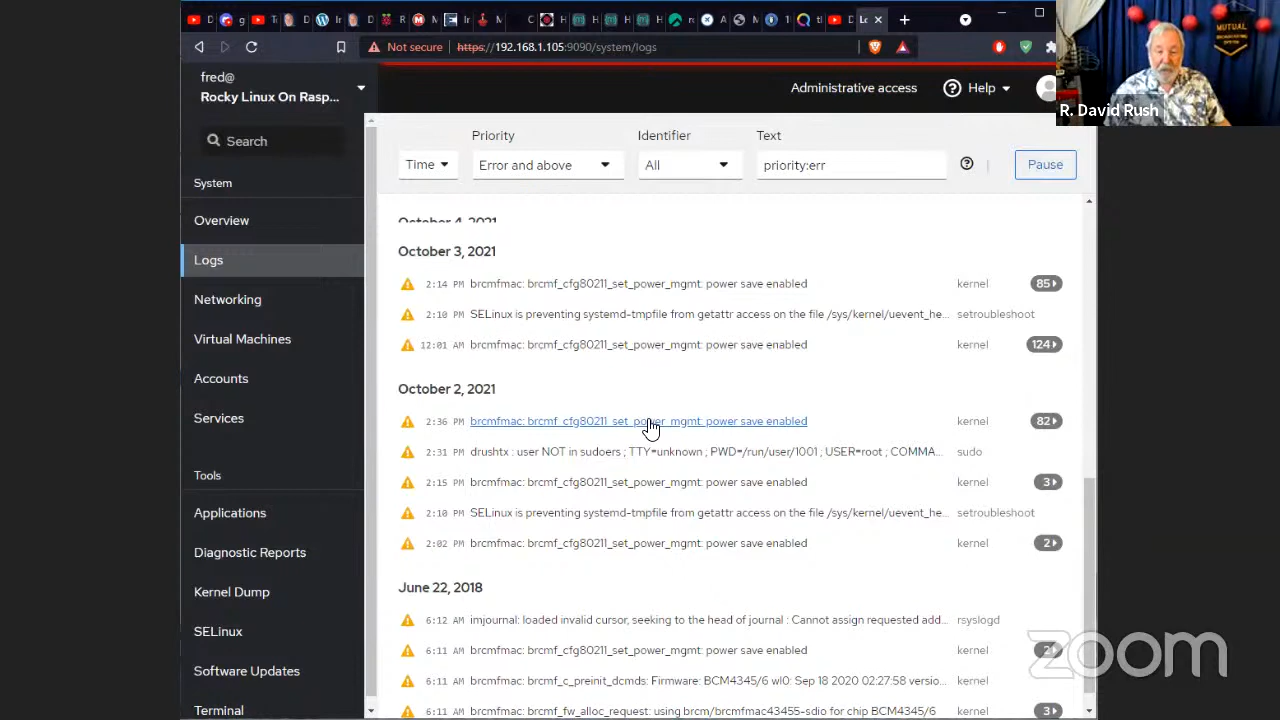 Not secure https://192.168.1.105:9090/system/logs
fred@
Rocky Linux On Rasp...
Administrative access
Help
MUTUAL
BROADCASTING
SYSTEM
R. David Rush
Search
System
Overview
Logs
Networking
Virtual Machines
Accounts
Services
Tools
Applications
Diagnostic Reports
Kernel Dump
SELinux
Software Updates
Terminal
Priority Identifier Text
Time Error and above All priority:err Pause
October 4, 2021
October 3, 2021
2:14 PM brcmfmac: brcmf_cfg80211_set_power_mgmt: power save enabled kernel 85
2:10 PM SELinux is preventing systemd-tmpfile from getattr access on the file /sys/kernel/uevent_he... setroubleshoot
12:01 AM brcmfmac: brcmf_cfg80211_set_power_mgmt: power save enabled kernel 124
October 2, 2021
2:36 PM brcmfmac: brcmf_cfg80211_set_power_mgmt: power save enabled kernel 82
2:31 PM drushtx : user NOT in sudoers ; TTY=unknown ; PWD=/run/user/1001 ; USER=root ; COMMA... sudo
2:15 PM brcmfmac: brcmf_cfg80211_set_power_mgmt: power save enabled kernel 3
2:10 PM SELinux is preventing systemd-tmpfile from getattr access on the file /sys/kernel/uevent_he... setroubleshoot
2:02 PM brcmfmac: brcmf_cfg80211_set_power_mgmt: power save enabled kernel 2
June 22, 2018
6:12 AM imjournal: loaded invalid cursor, seeking to the head of journal : Cannot assign requested add... rsyslogd
6:11 AM brcmfmac: brcmf_cfg80211_set_power_mgmt: power save enabled kernel 2
6:11 AM brcmfmac: brcmf_c_preinit_dcmds: Firmware: BCM4345/6 wl0: Sep 18 2020 02:27:58 versio... kernel
6:11 AM brcmfmac: brcmf_fw_alloc_request: using brcm/brcmfmac43455-sdio for chip BCM4345/6 kernel 3
zoom